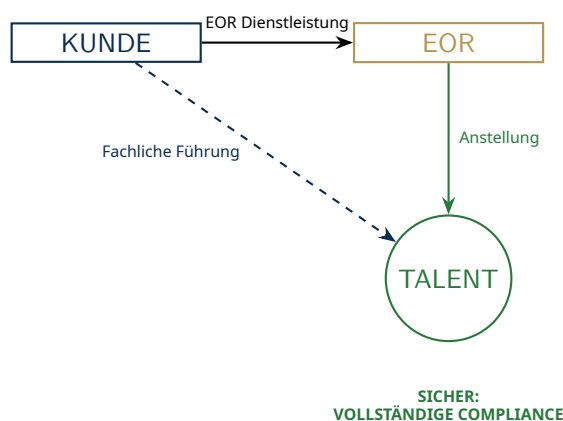 EOR Dienstleistung
KUNDE
EOR
Anstellung
Fachliche Führung
TALENT
SICHER:
VOLLSTÄNDIGE COMPLIANCE